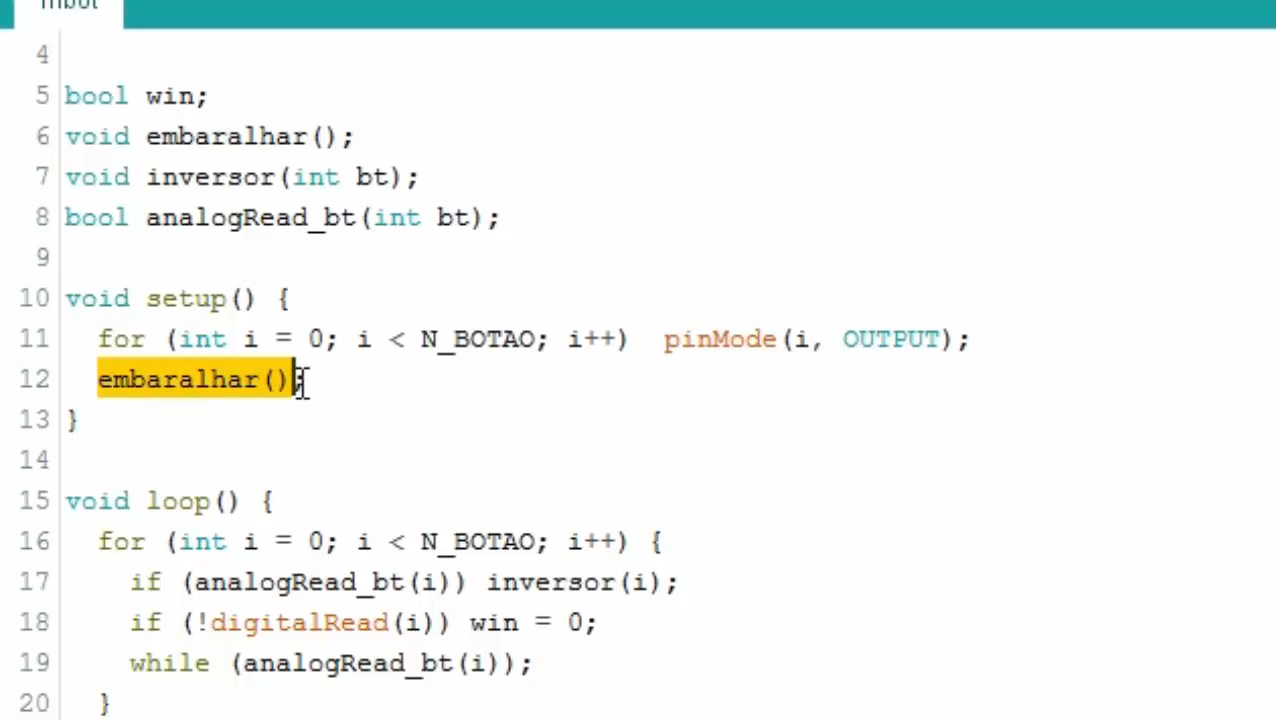 4
5 bool win;
6 void embaralhar();
7 void inversor(int bt);
8 bool analogRead_bt(int bt);
9
10 void setup() {
11 for (int i = 0; i < N_BOTAO; i++)  pinMode(i, OUTPUT);
12 embaralhar();
13 }
14
15 void loop() {
16 for (int i = 0; i < N_BOTAO; i++) {
17 if (analogRead_bt(i)) inversor(i);
18 if (!digitalRead(i)) win = 0;
19 while (analogRead_bt(i));
20 }